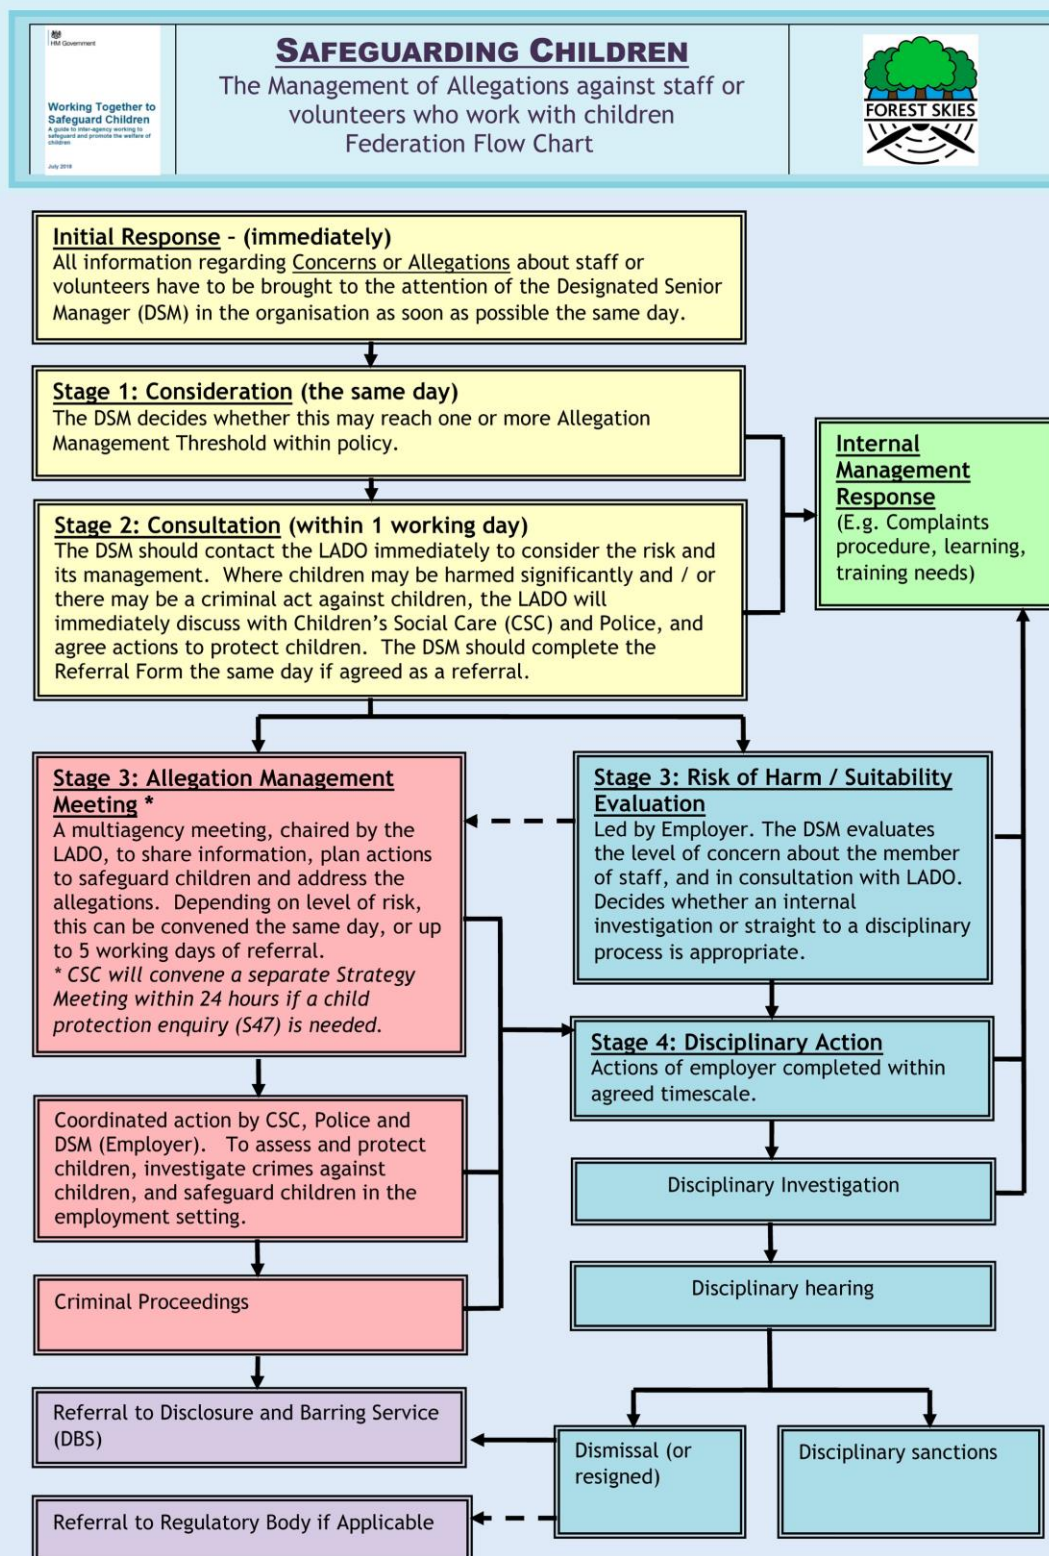 HM Government
Working Together to
Safeguard Children
A guide to inter-agency working to
safeguard and promote the welfare of
children
July 2018
SAFEGUARDING CHILDREN
The Management of Allegations against staff or
volunteers who work with children
Federation Flow Chart
FOREST SKIES
Initial Response – (immediately)
All information regarding Concerns or Allegations about staff or
volunteers have to be brought to the attention of the Designated Senior
Manager (DSM) in the organisation as soon as possible the same day.
Stage 1: Consideration (the same day)
The DSM decides whether this may reach one or more Allegation
Management Threshold within policy.
Internal
Management
Response
(E.g. Complaints
procedure, learning,
training needs)
Stage 2: Consultation (within 1 working day)
The DSM should contact the LADO immediately to consider the risk and
its management.  Where children may be harmed significantly and / or
there may be a criminal act against children, the LADO will
immediately discuss with Children's Social Care (CSC) and Police, and
agree actions to protect children.  The DSM should complete the
Referral Form the same day if agreed as a referral.
Stage 3: Allegation Management
Meeting *
A multiagency meeting, chaired by the
LADO, to share information, plan actions
to safeguard children and address the
allegations.  Depending on level of risk,
this can be convened the same day, or up
to 5 working days of referral.
* CSC will convene a separate Strategy
Meeting within 24 hours if a child
protection enquiry (S47) is needed.
Stage 3: Risk of Harm / Suitability
Evaluation
Led by Employer. The DSM evaluates
the level of concern about the member
of staff, and in consultation with LADO.
Decides whether an internal
investigation or straight to a disciplinary
process is appropriate.
Stage 4: Disciplinary Action
Actions of employer completed within
agreed timescale.
Coordinated action by CSC, Police and
DSM (Employer).   To assess and protect
children, investigate crimes against
children, and safeguard children in the
employment setting.
Disciplinary Investigation
Criminal Proceedings
Disciplinary hearing
Referral to Disclosure and Barring Service
(DBS)
Dismissal (or
resigned)
Disciplinary sanctions
Referral to Regulatory Body if Applicable